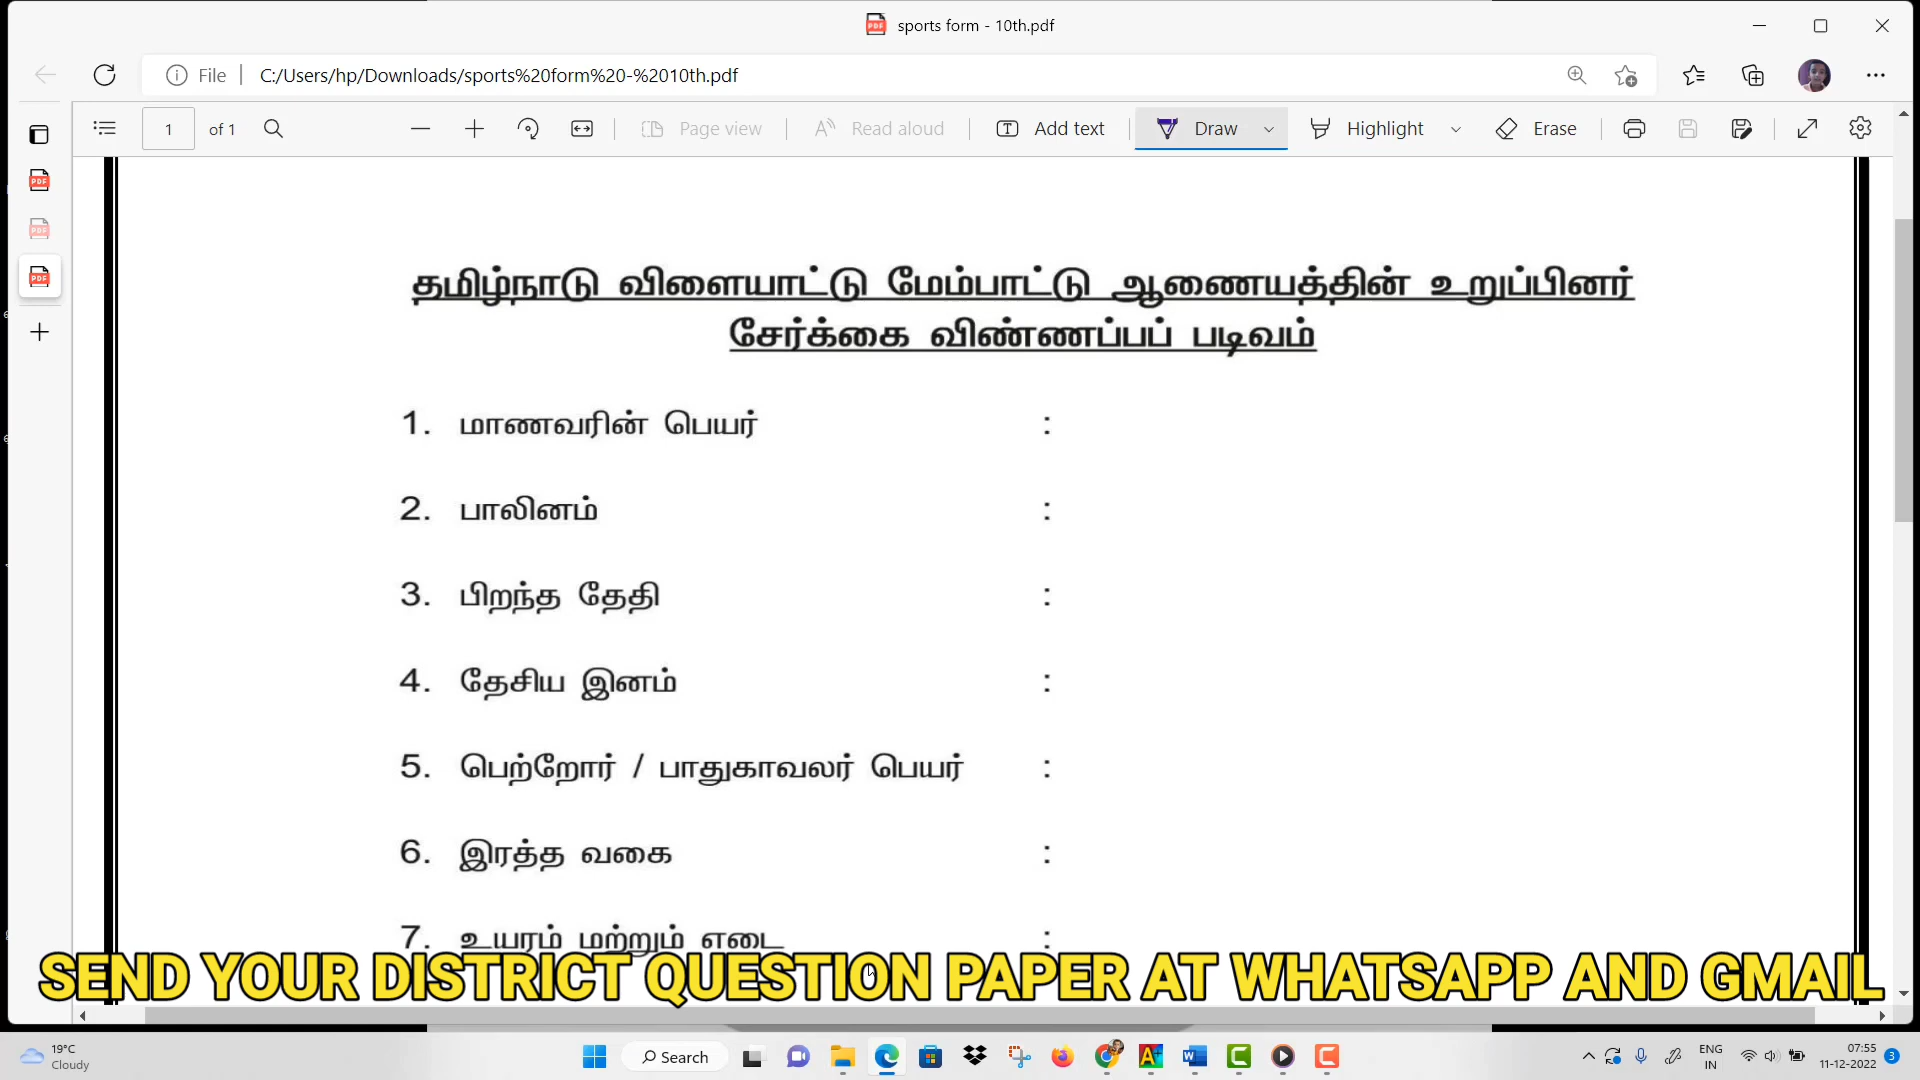 sports form - 10th.pdf
File C:/Users/hp/Downloads/sports%20form%20-%2010th.pdf
1 of 1 Page view Read aloud Add text Draw Highlight Erase
தமிழ்நாடு விளையாட்டு மேம்பாட்டு ஆணையத்தின் உறுப்பினர்
சேர்க்கை விண்ணப்பப் படிவம்
1. மாணவரின் பெயர் :
2. பாலினம் :
3. பிறந்த தேதி :
4. தேசிய இனம் :
5. பெற்றோர் / பாதுகாவலர் பெயர் :
6. இரத்த வகை :
7. உயரம் மற்றும் எடை :
SEND YOUR DISTRICT QUESTION PAPER AT WHATSAPP AND GMAIL
19°C
Cloudy
Search
ENG
IN
07:55
11-12-2022
3